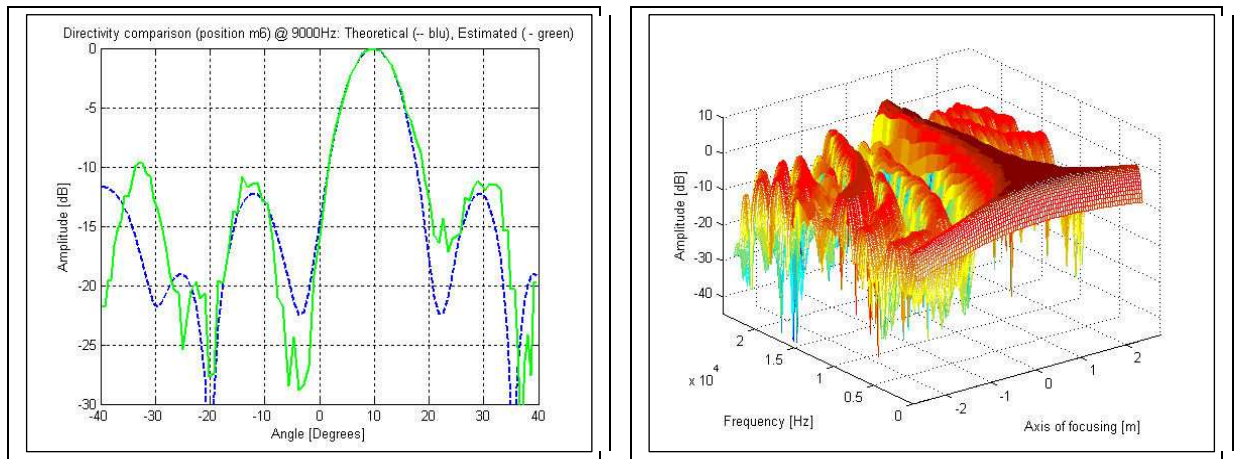 Directivity comparison (position m6) @ 9000Hz: Theoretical (-- blu), Estimated ( - green)
0
-5
-10
-15
-20
-25
-30
Amplitude [dB]
-40 -30 -20 -10 0 10 20 30 40
Angle [Degrees]
10
0
-10
-20
-30
-40
Amplitude [dB]
2
1.5
1
0.5
0
x 10 4
Frequency [Hz]
-2 -1 0 1 2
Axis of focusing [m]